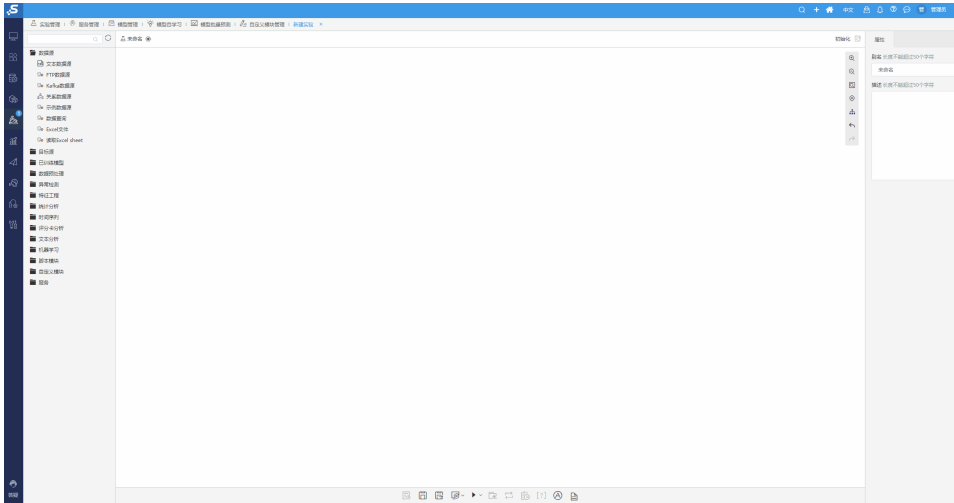 中文 管理员
实验管理 服务管理 模型管理 模型自学习 模型批量预测 自定义模块管理 新建实验 ×
未命名
初始化
属性
数据源
文本数据源
FTP数据源
Kafka数据源
关系数据源
示例数据源
数据查询
Excel文件
读取Excel sheet
目标源
已训练模型
数据预处理
异常检测
特征工程
统计分析
时间序列
评分卡分析
文本分析
机器学习
脚本模块
自定义模块
服务
别名 长度不能超过50个字符
未命名
描述 长度不能超过50个字符